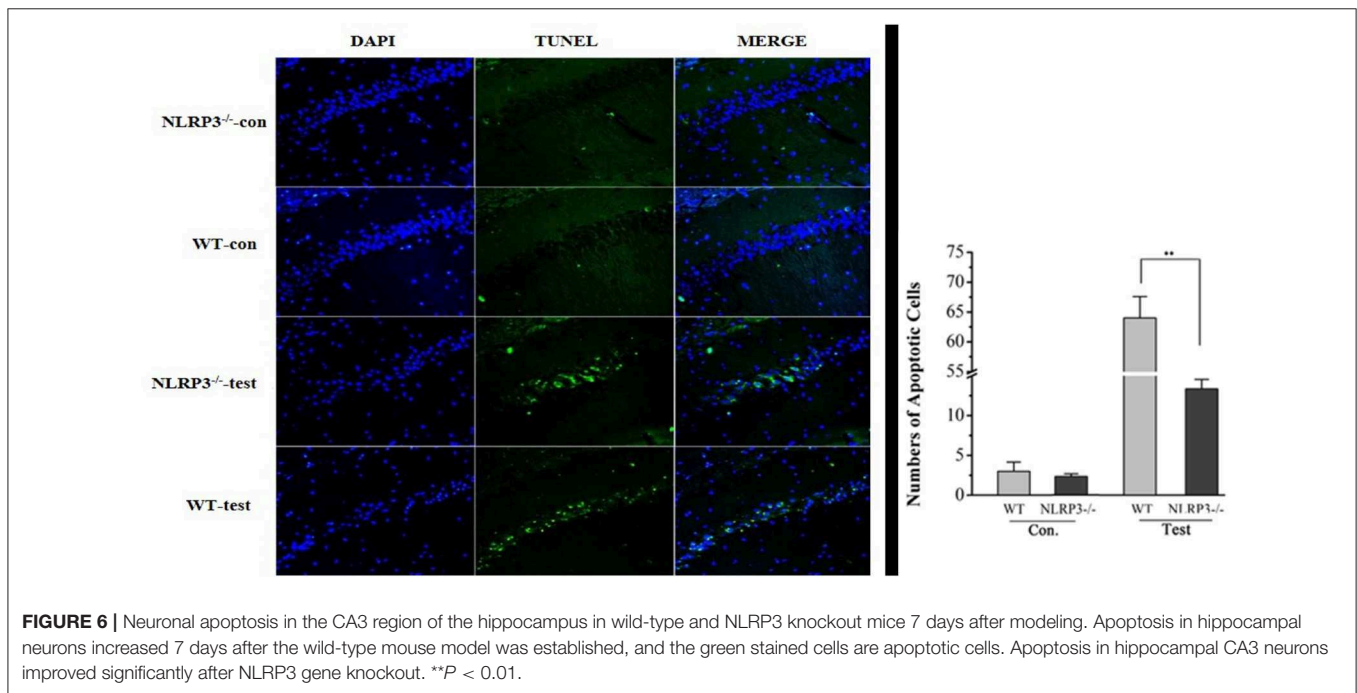 DAPI TUNEL MERGE
NLRP3-/--con
WT-con
NLRP3-/--test
WT-test
Numbers of Apoptotic Cells
75
70
65
60
55
10
5
0
**
WT NLRP3-/- WT NLRP3-/-
Con. Test
FIGURE 6 | Neuronal apoptosis in the CA3 region of the hippocampus in wild-type and NLRP3 knockout mice 7 days after modeling. Apoptosis in hippocampal
neurons increased 7 days after the wild-type mouse model was established, and the green stained cells are apoptotic cells. Apoptosis in hippocampal CA3 neurons
improved significantly after NLRP3 gene knockout. **P < 0.01.